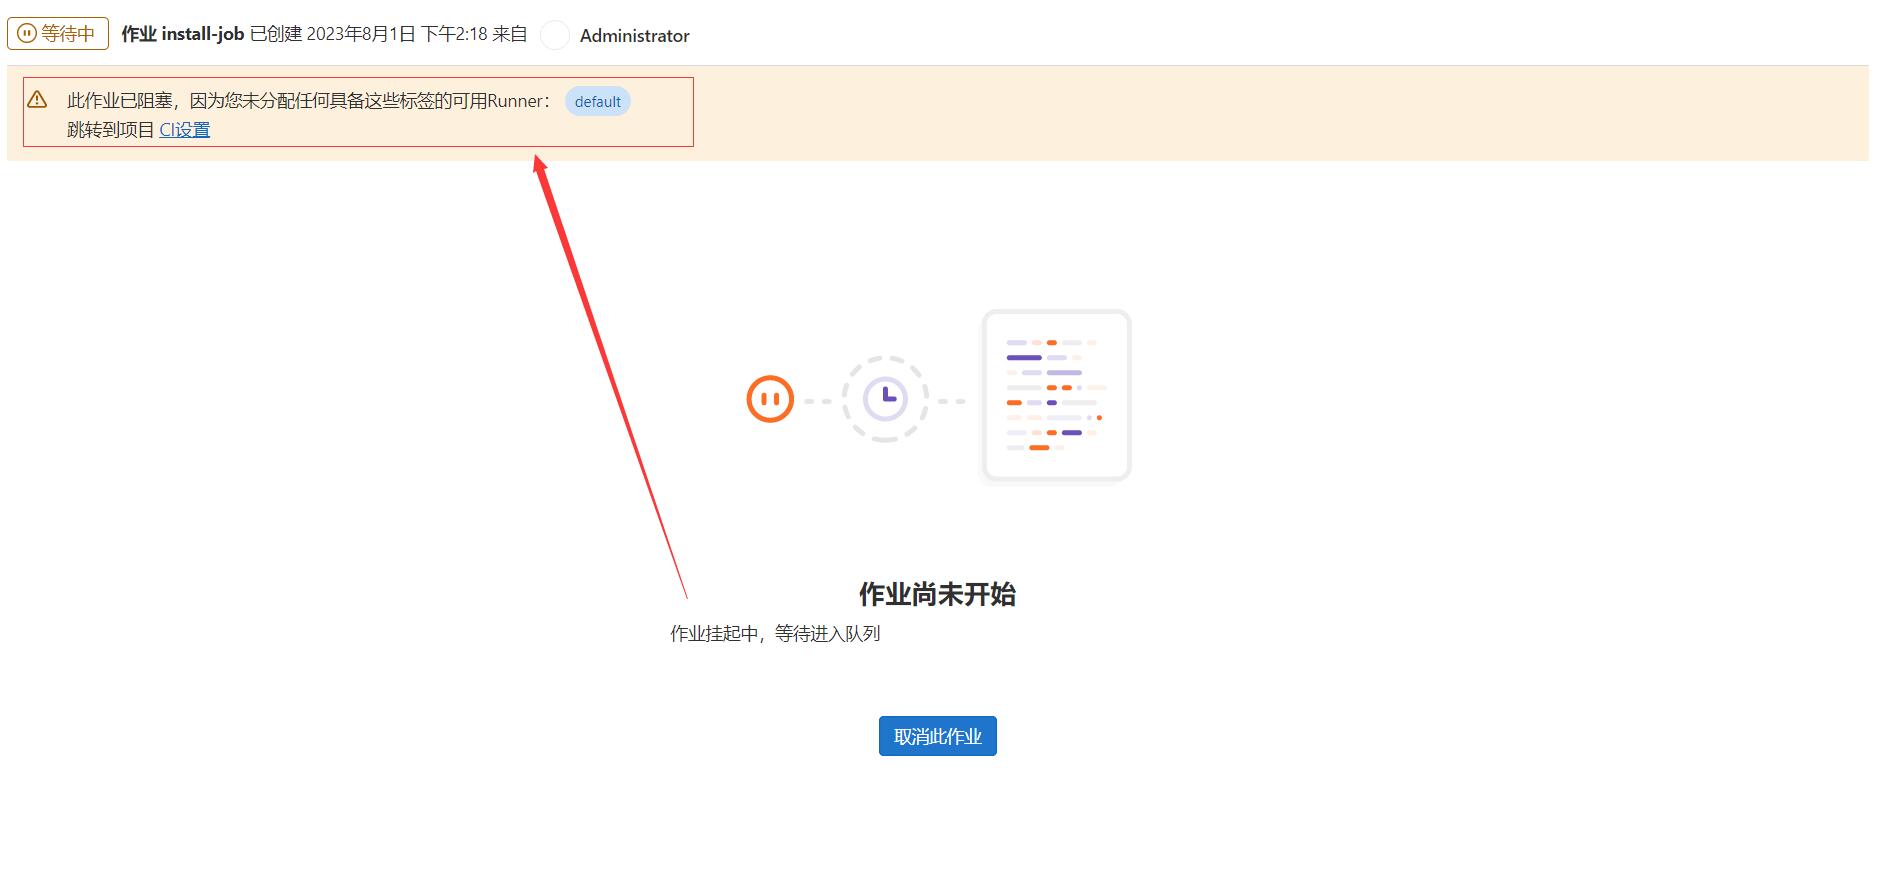 等待中 作业 install-job 已创建 2023年8月1日 下午2:18 来自 Administrator
此作业已阻塞，因为您未分配任何具备这些标签的可用Runner： default
跳转到项目 CI设置
作业尚未开始
作业挂起中，等待进入队列
取消此作业